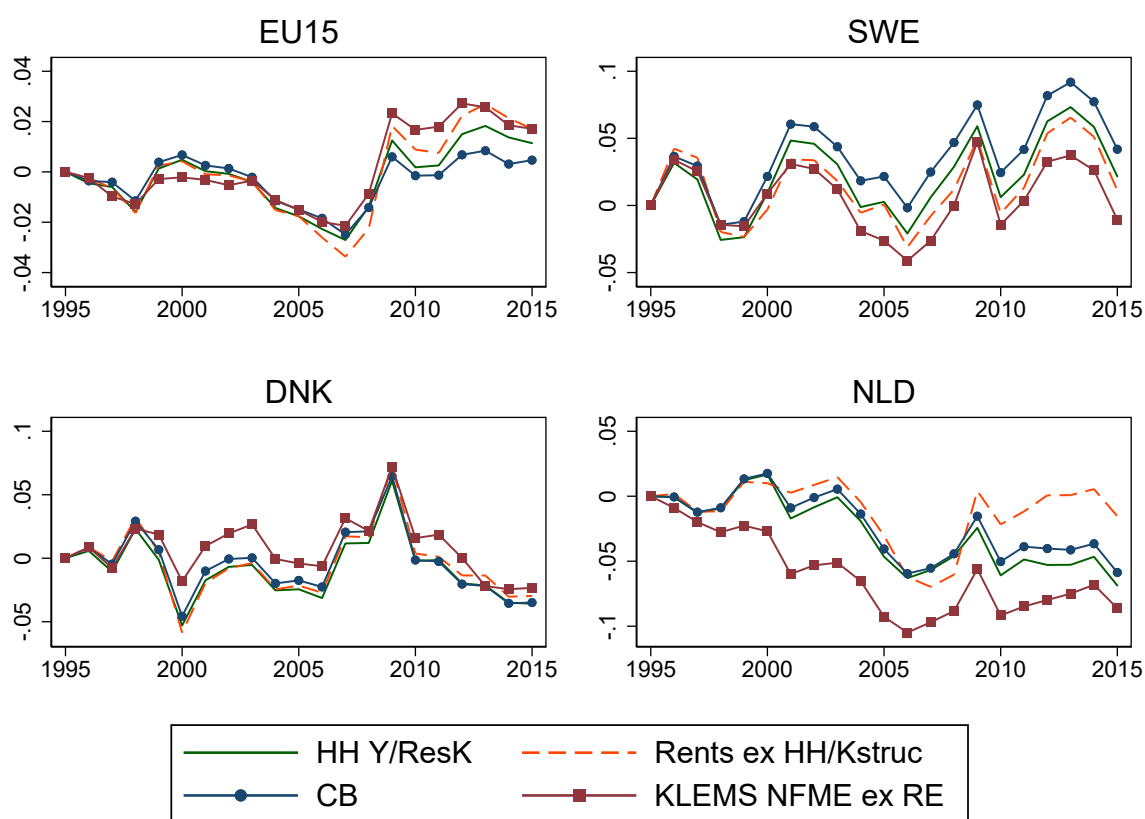 EU15
.04
.02
0
-.02
-.04
1995 2000 2005 2010 2015
SWE
.1
.05
0
-.05
1995 2000 2005 2010 2015
DNK
.1
.05
0
-.05
1995 2000 2005 2010 2015
NLD
.05
0
-.05
-.1
1995 2000 2005 2010 2015
HH Y/ResK
Rents ex HH/Kstruc
CB
KLEMS NFME ex RE